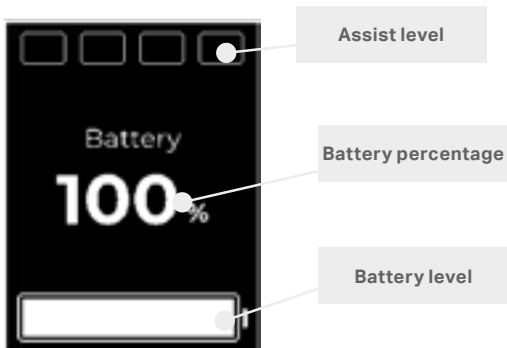 Assist level
Battery
Battery percentage
100%
Battery level